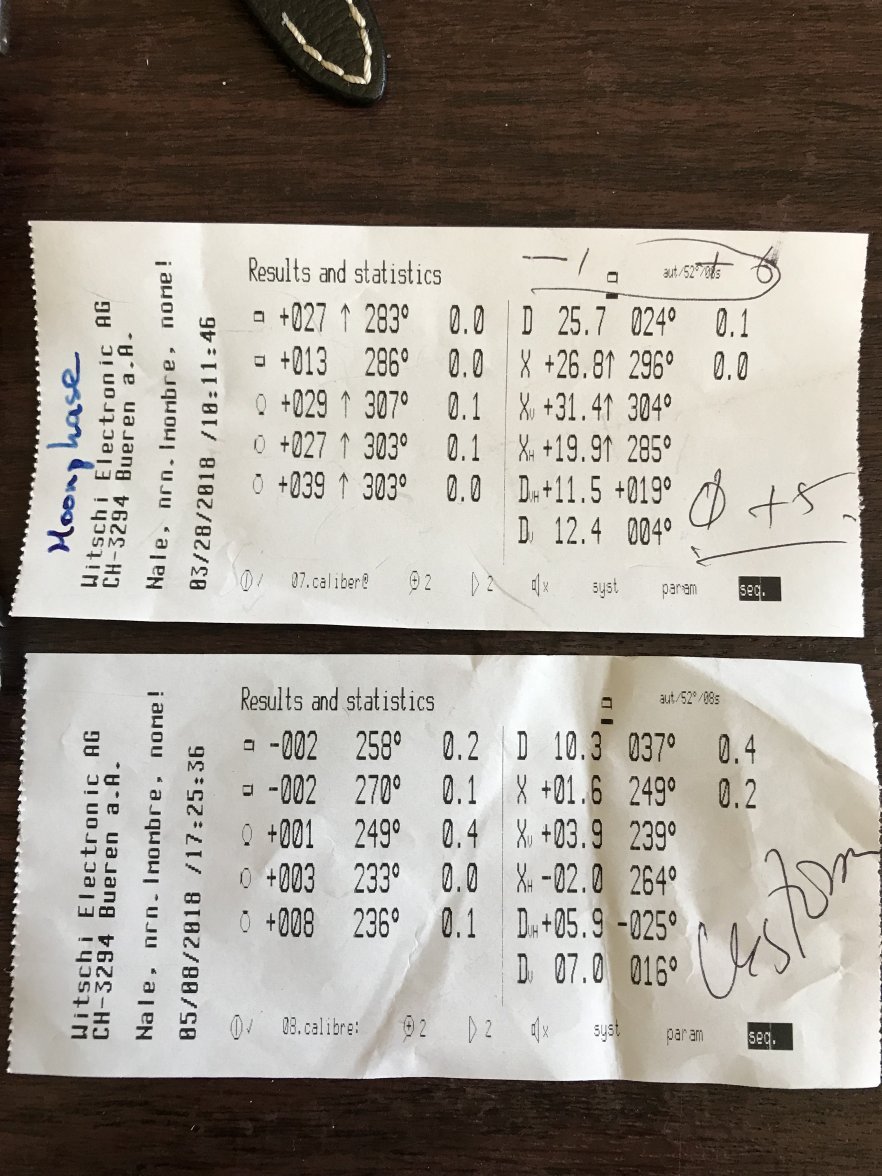 Moonphase
Witschi Electronic AG
CH-3294 Bueren a.A.
Nale, nrn.lmombre, nome!
03/28/2018 /10:11:46
Results and statistics
aut/52°/08s
-1 + 6
+027 ↑ 283° 0.0
+013 286° 0.0
+029 ↑ 307° 0.1
+027 ↑ 303° 0.1
+039 ↑ 303° 0.0
D 25.7 024° 0.1
X +26.8↑ 296° 0.0
Xv +31.4↑ 304°
XH +19.9↑ 285°
DVH +11.5 +019°
Dv 12.4 004°
+5
07.caliber@ 2 2 x syst param seq.
Witschi Electronic AG
CH-3294 Bueren a.A.
Nale, nrn.lmombre, nome!
05/08/2018 /17:25:36
Results and statistics
aut/52°/08s
-002 258° 0.2
-002 270° 0.1
+001 249° 0.4
+003 233° 0.0
+008 236° 0.1
D 10.3 037° 0.4
X +01.6 249° 0.2
Xv +03.9 239°
XH -02.0 264°
DVH +05.9 -025°
Dv 07.0 016°
Custom
08.calibre: 2 2 x syst param seq.